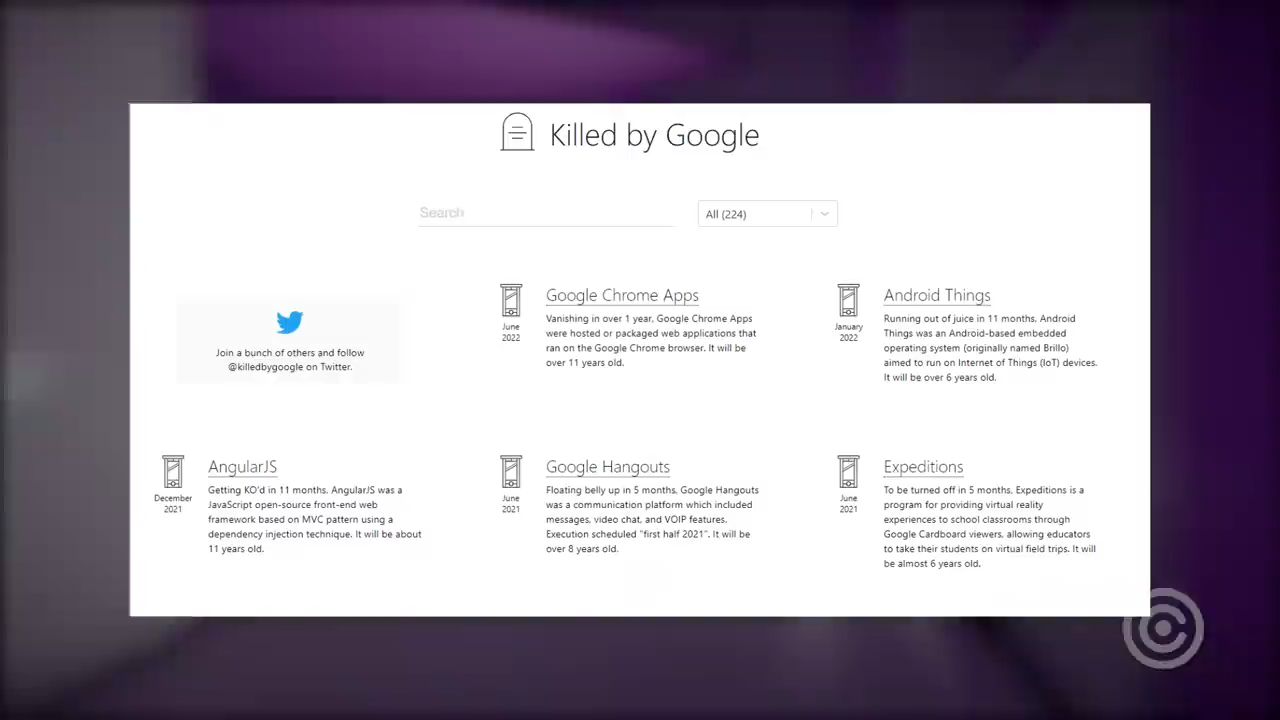 Killed by Google
Search
All (224)
Join a bunch of others and follow
@killedbygoogle on Twitter.
June
2022
Google Chrome Apps
Vanishing in over 1 year, Google Chrome Apps
were hosted or packaged web applications that
ran on the Google Chrome browser. It will be
over 11 years old.
January
2022
Android Things
Running out of juice in 11 months, Android
Things was an Android-based embedded
operating system (originally named Brillo)
aimed to run on Internet of Things (IoT) devices.
It will be over 6 years old.
December
2021
AngularJS
Getting KO'd in 11 months, AngularJS was a
JavaScript open-source front-end web
framework based on MVC pattern using a
dependency injection technique. It will be about
11 years old.
June
2021
Google Hangouts
Floating belly up in 5 months, Google Hangouts
was a communication platform which included
messages, video chat, and VOIP features.
Execution scheduled "first half 2021". It will be
over 8 years old.
June
2021
Expeditions
To be turned off in 5 months, Expeditions is a
program for providing virtual reality
experiences to school classrooms through
Google Cardboard viewers, allowing educators
to take their students on virtual field trips. It will
be almost 6 years old.